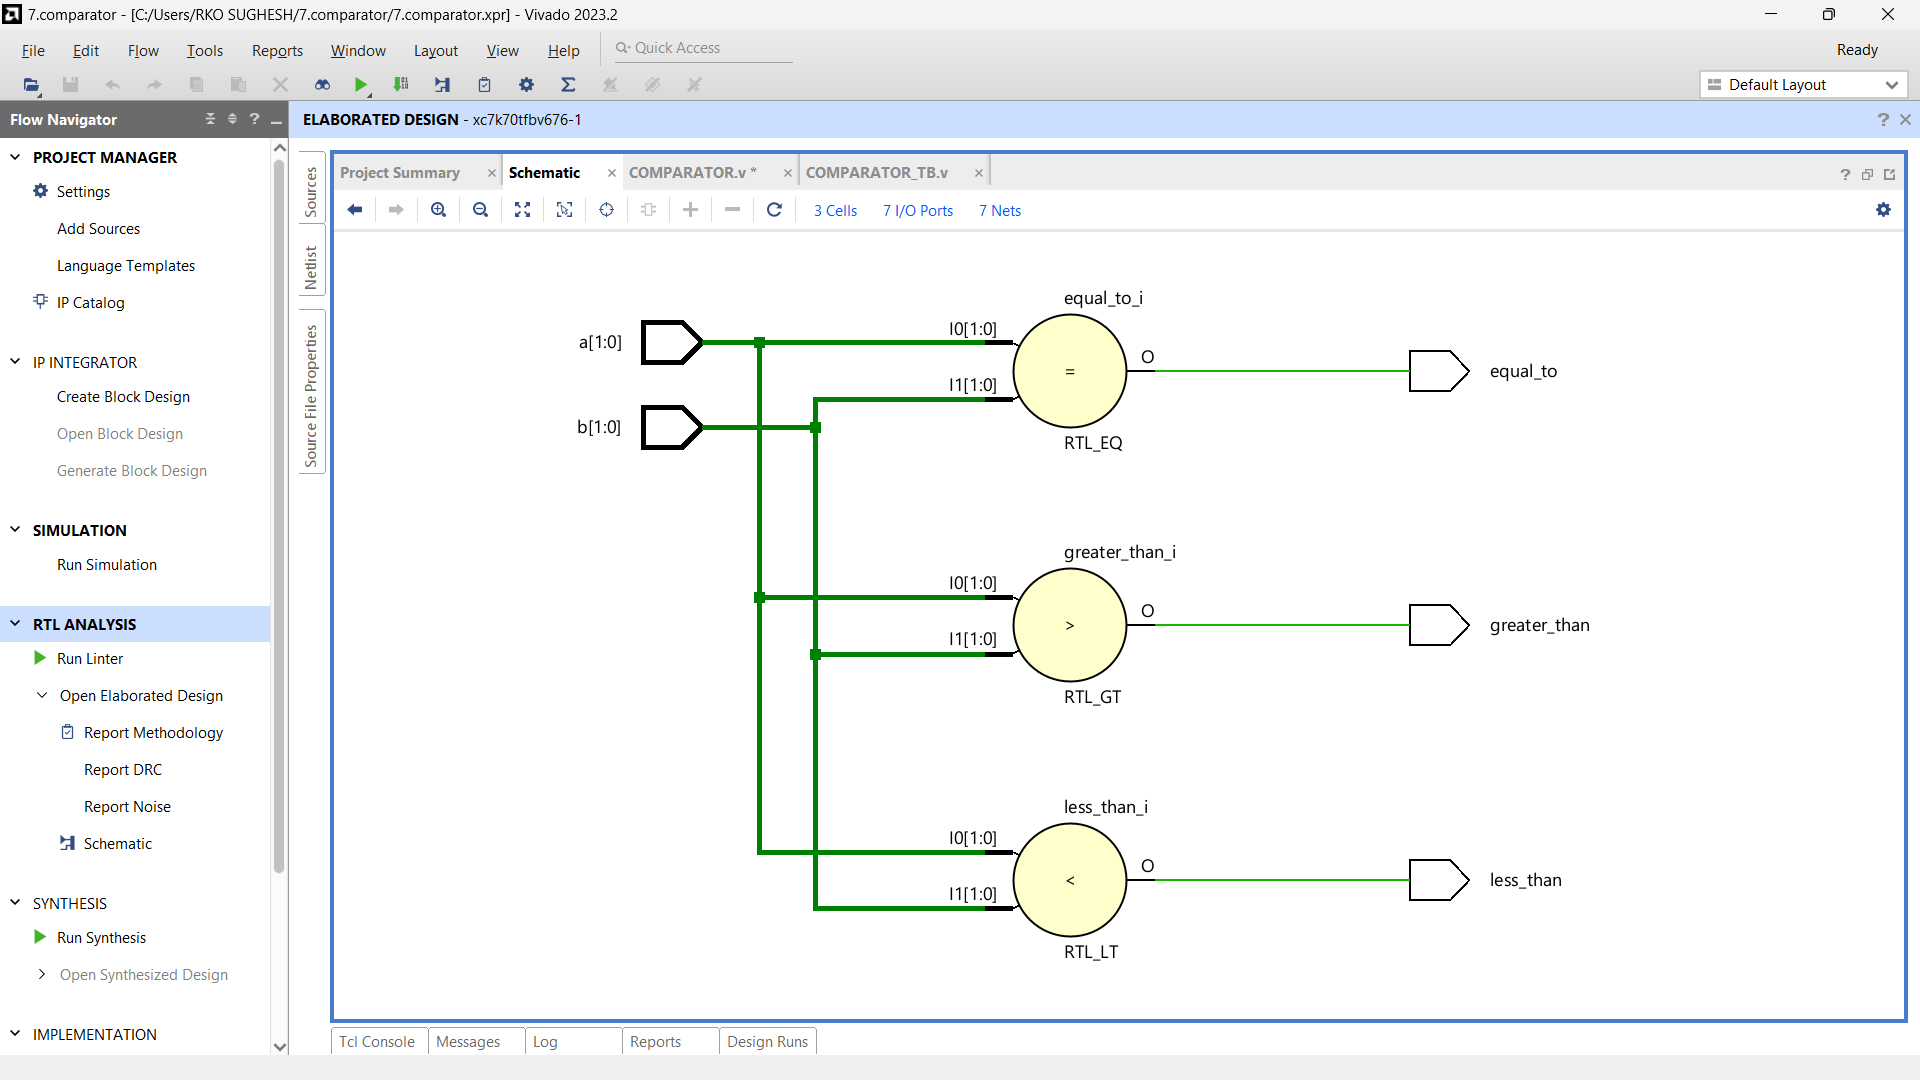 7.comparator - [C:/Users/RKO SUGHESH/7.comparator/7.comparator.xpr] - Vivado 2023.2
File Edit Flow Tools Reports Window Layout View Help Quick Access Ready
Default Layout
Flow Navigator
PROJECT MANAGER
Settings
Add Sources
Language Templates
IP Catalog
IP INTEGRATOR
Create Block Design
Open Block Design
Generate Block Design
SIMULATION
Run Simulation
RTL ANALYSIS
Run Linter
Open Elaborated Design
Report Methodology
Report DRC
Report Noise
Schematic
SYNTHESIS
Run Synthesis
Open Synthesized Design
IMPLEMENTATION
ELABORATED DESIGN - xc7k70tfbv676-1
Sources
Netlist
Source File Properties
Project Summary Schematic COMPARATOR.v * COMPARATOR_TB.v
3 Cells 7 I/O Ports 7 Nets
a[1:0]
b[1:0]
equal_to_i
I0[1:0]
I1[1:0]
=
O
RTL_EQ
equal_to
greater_than_i
I0[1:0]
I1[1:0]
>
O
RTL_GT
greater_than
less_than_i
I0[1:0]
I1[1:0]
<
O
RTL_LT
less_than
Tcl Console Messages Log Reports Design Runs